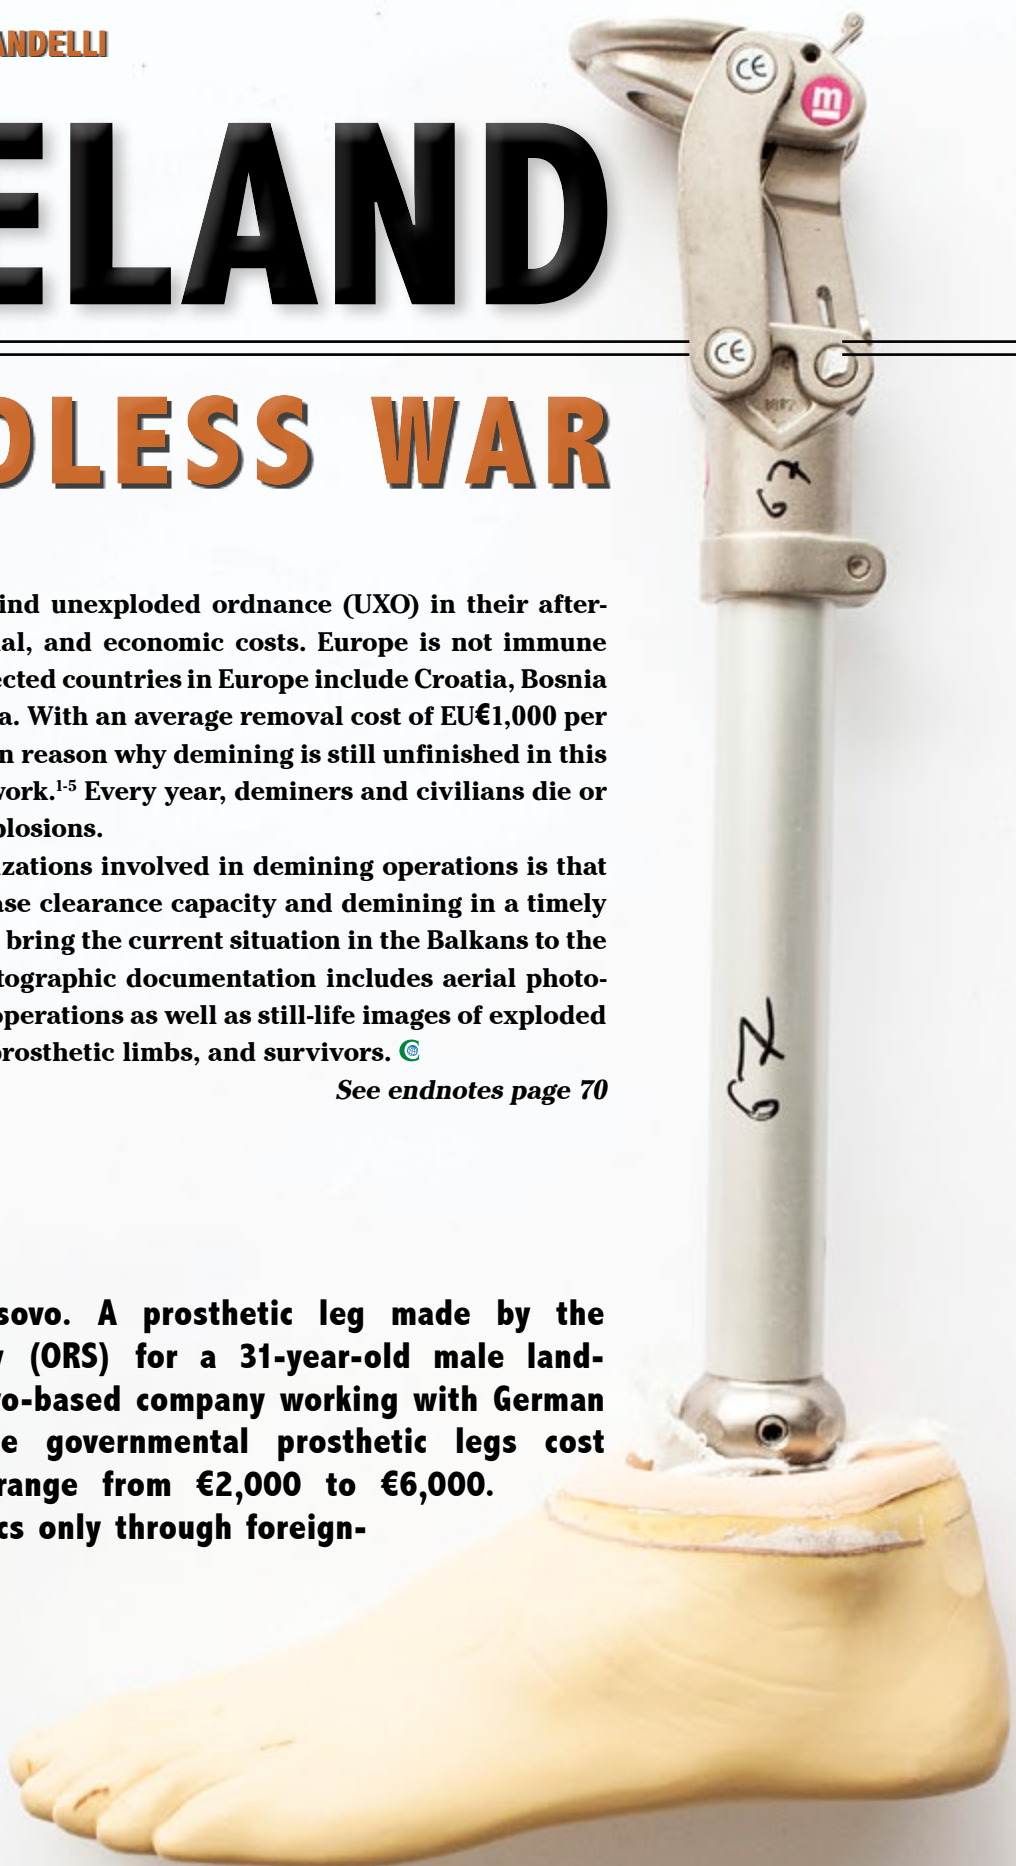 ANDELLI
ELAND
DLESS WAR
ind unexploded ordnance (UXO) in their after-
al, and economic costs. Europe is not immune
ected countries in Europe include Croatia, Bosnia
a. With an average removal cost of EU€1,000 per
n reason why demining is still unfinished in this
work.1-5 Every year, deminers and civilians die or
plosions.
zations involved in demining operations is that
ase clearance capacity and demining in a timely
bring the current situation in the Balkans to the
tographic documentation includes aerial photo-
operations as well as still-life images of exploded
prosthetic limbs, and survivors.
See endnotes page 70
sovo. A prosthetic leg made by the
y (ORS) for a 31-year-old male land-
vo-based company working with German
e governmental prosthetic legs cost
range from €2,000 to €6,000.
cs only through foreign-
CE
m
CE